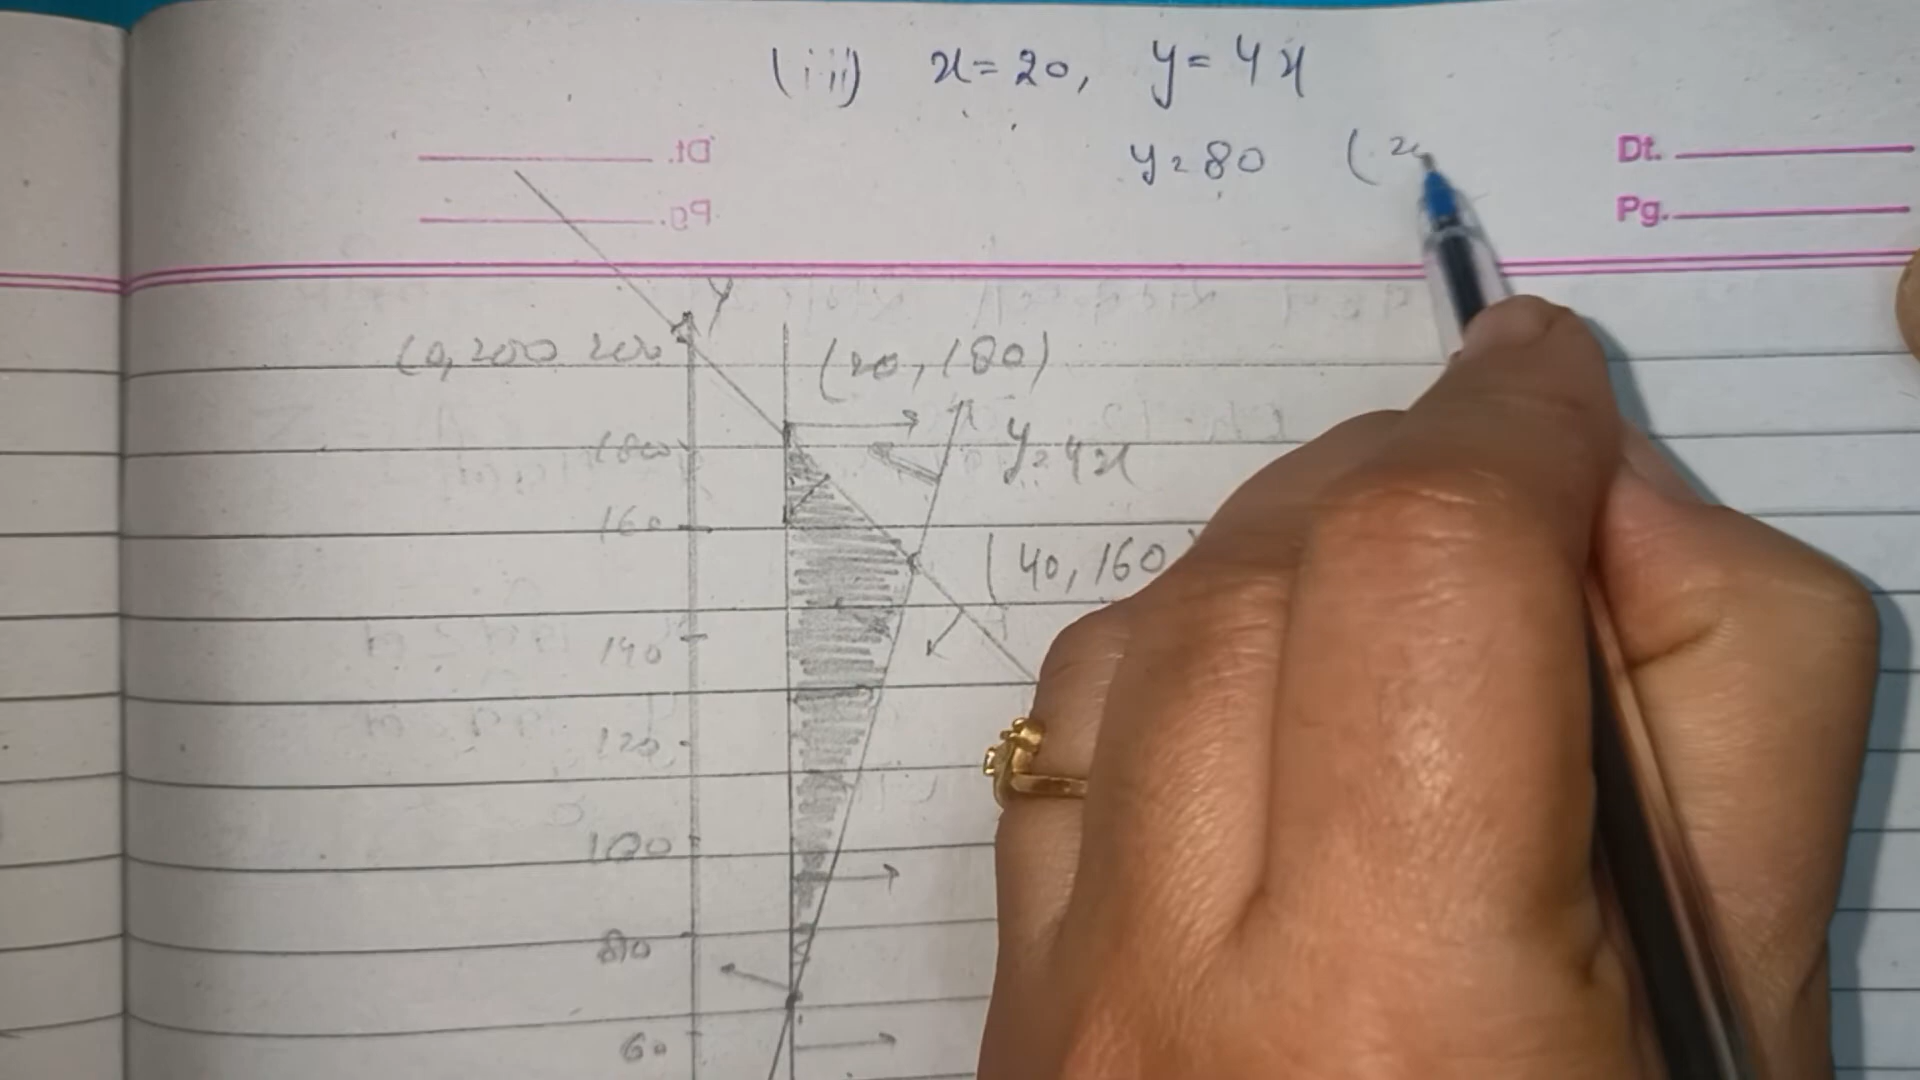 (iii) x=20, y=4x
y=80 (20
Dt.
Pg.
Y
(0,200 200
(20,180)
180
y=4x
160
(40,160
140
120
100
80
60